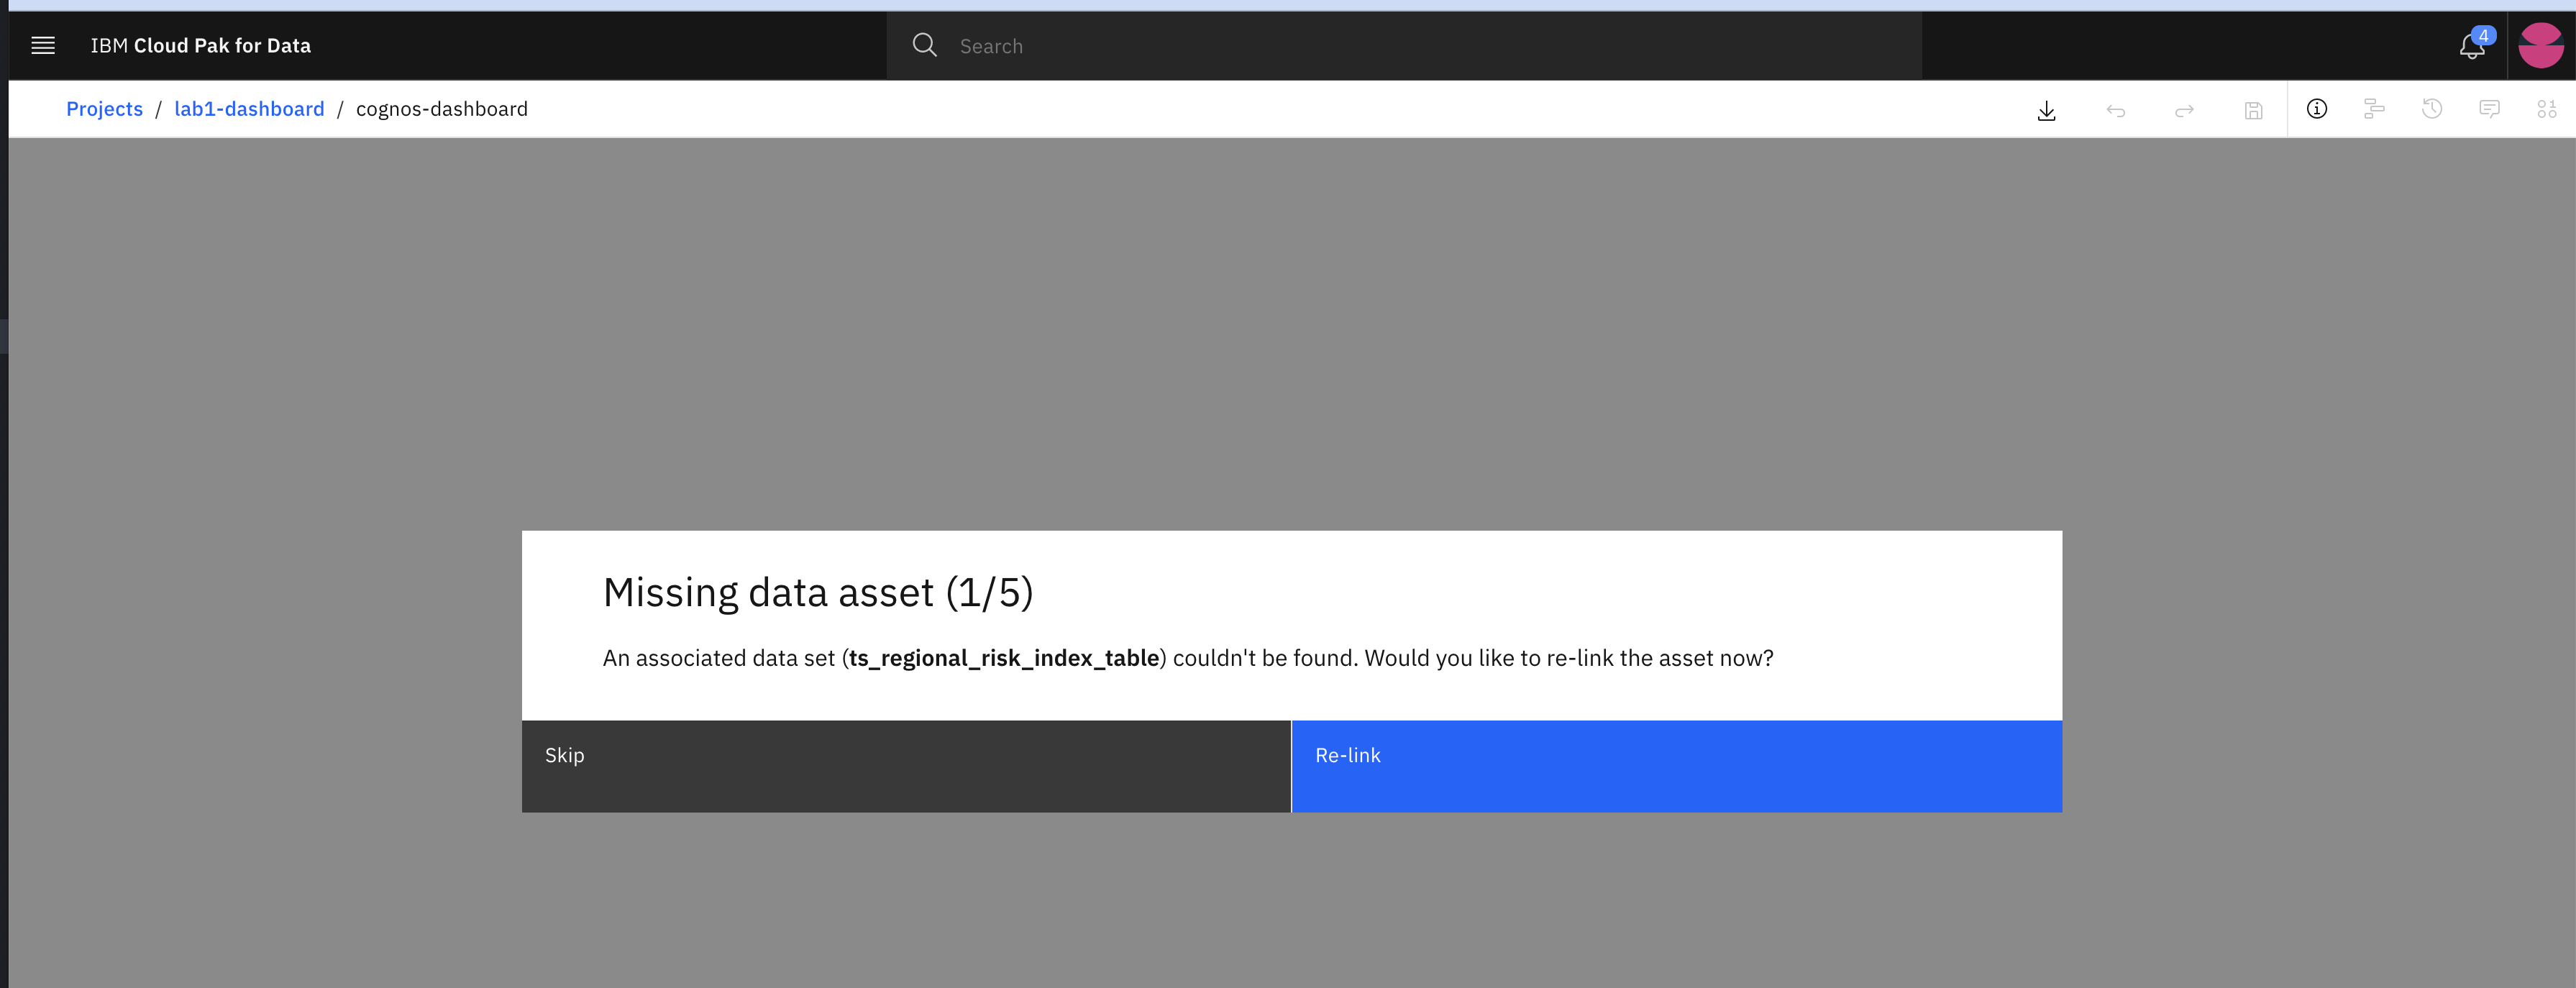 IBM Cloud Pak for Data
Search
4
Projects / lab1-dashboard / cognos-dashboard
Missing data asset (1/5)
An associated data set (ts_regional_risk_index_table) couldn't be found. Would you like to re-link the asset now?
Skip
Re-link